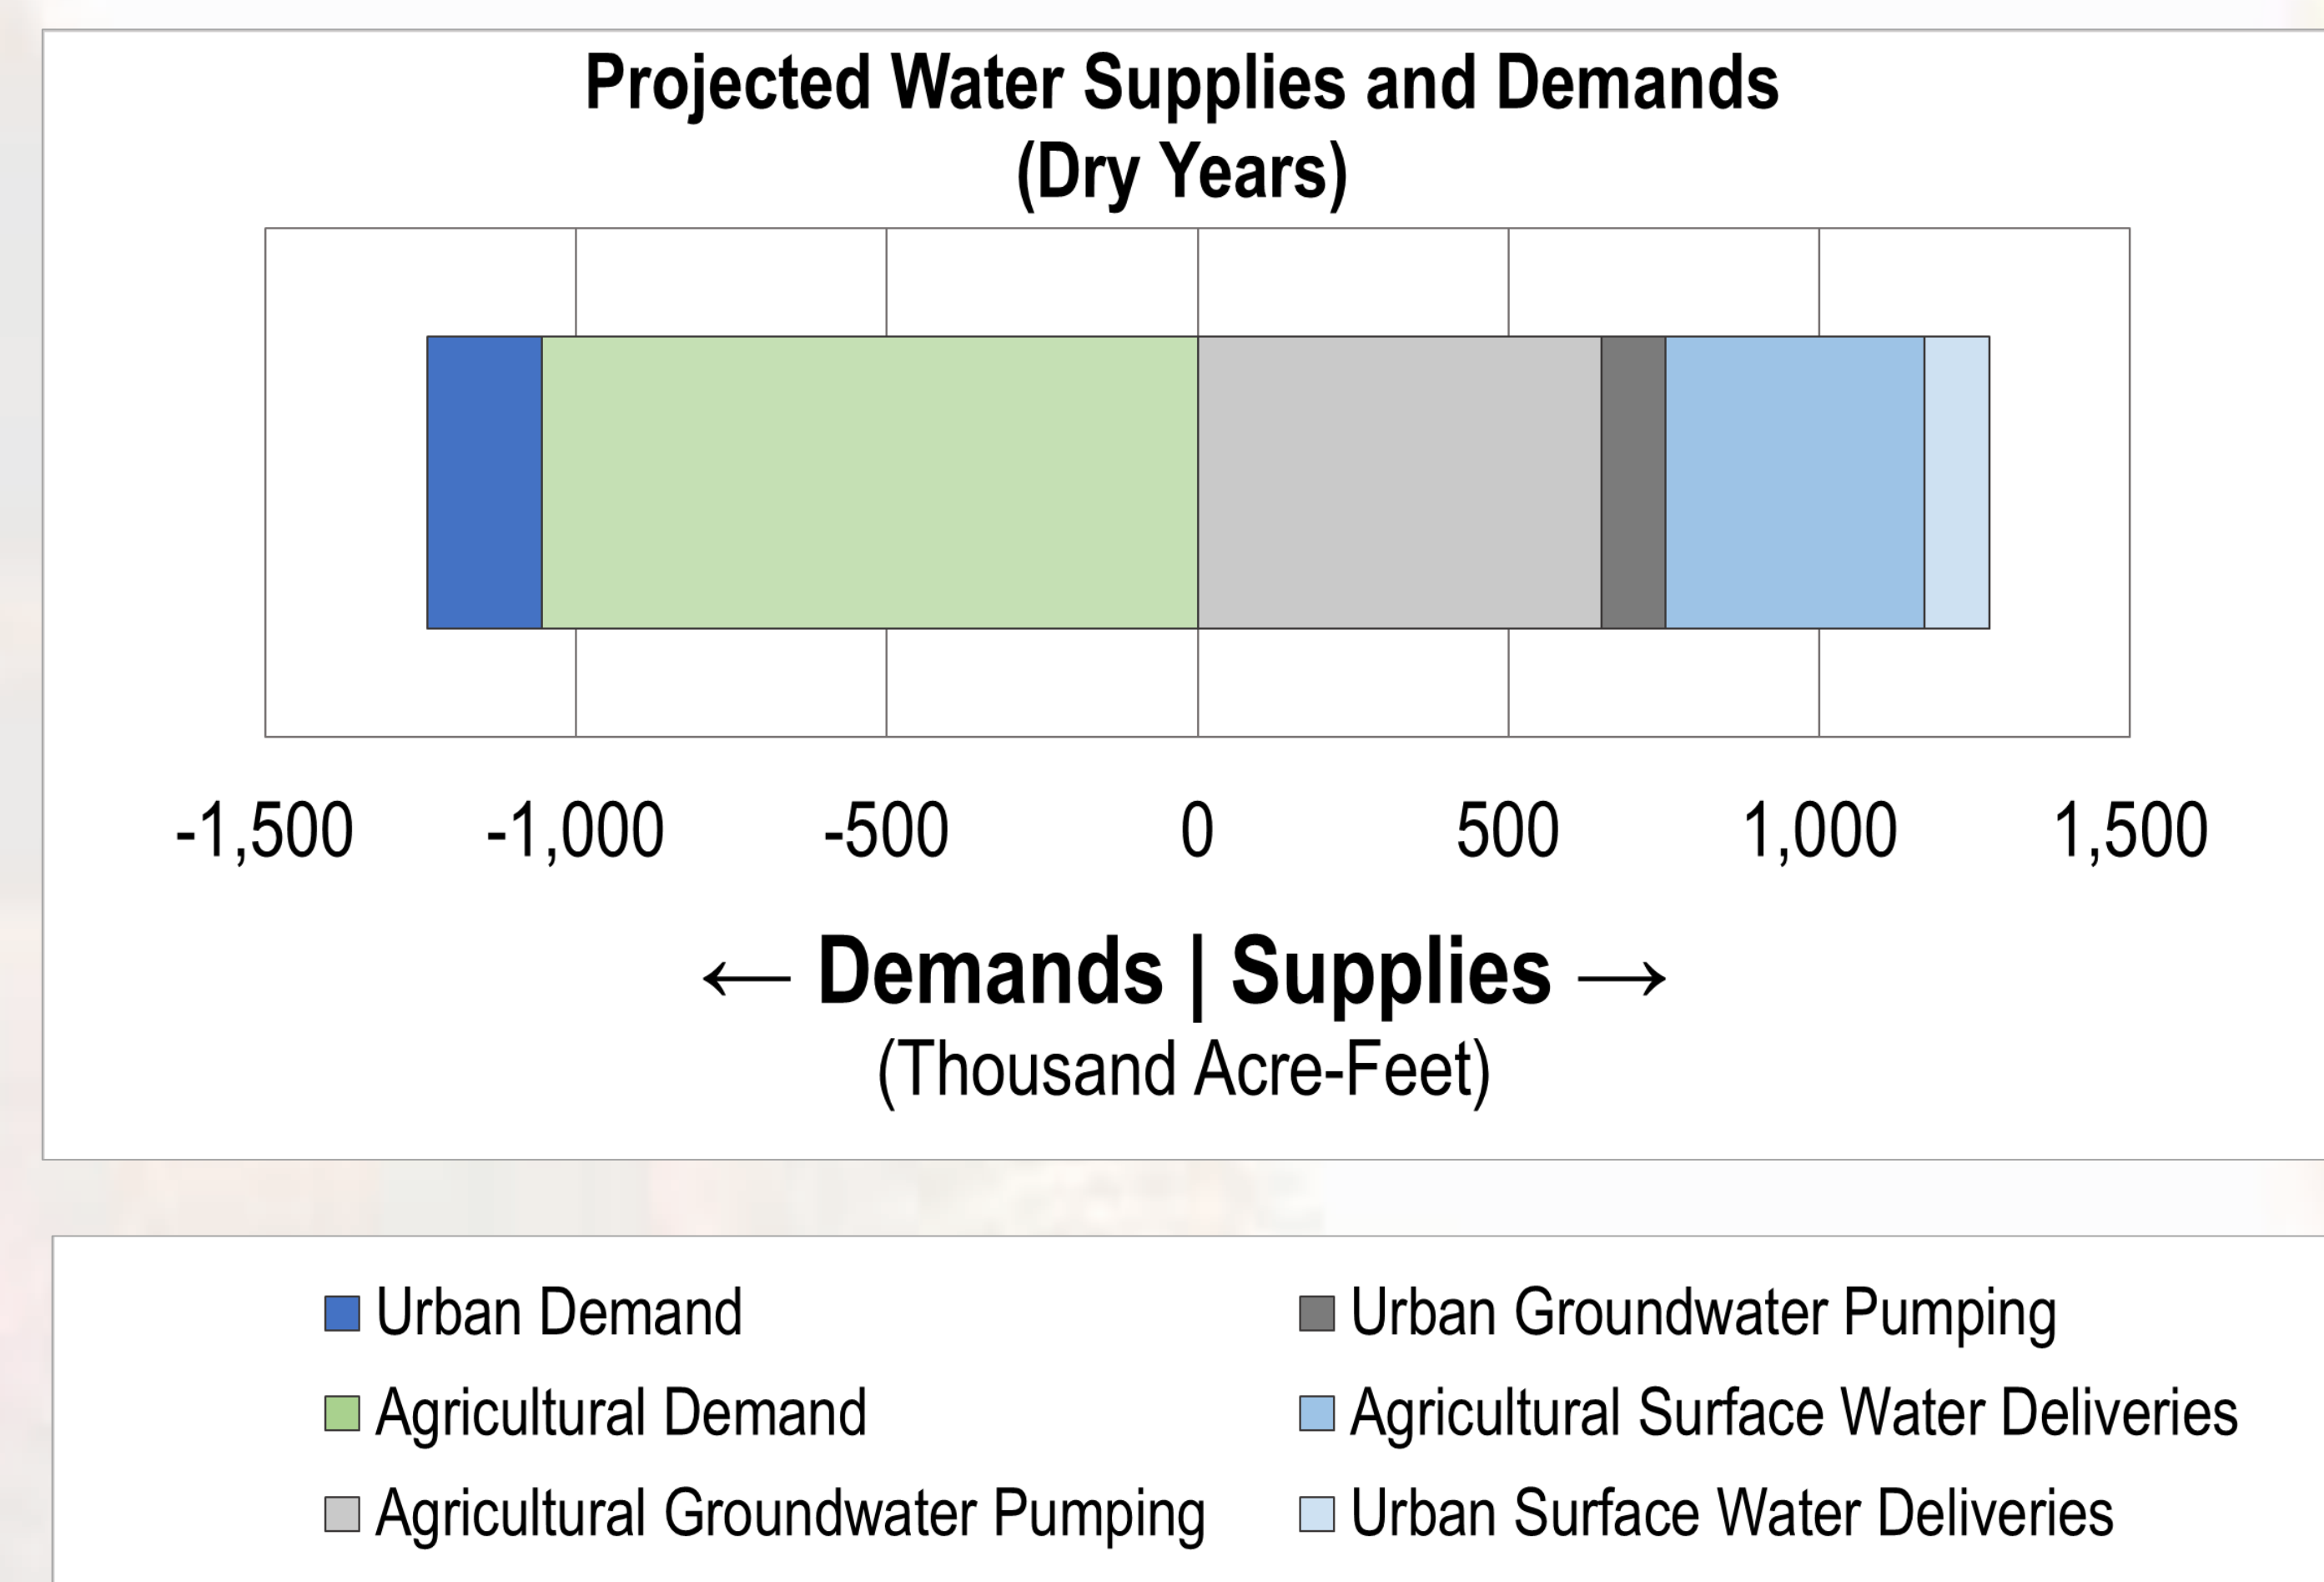 Projected Water Supplies and Demands
(Dry Years)
-1,500 -1,000 -500 0 500 1,000 1,500
← Demands | Supplies →
(Thousand Acre-Feet)
Urban Demand
Urban Groundwater Pumping
Agricultural Demand
Agricultural Surface Water Deliveries
Agricultural Groundwater Pumping
Urban Surface Water Deliveries